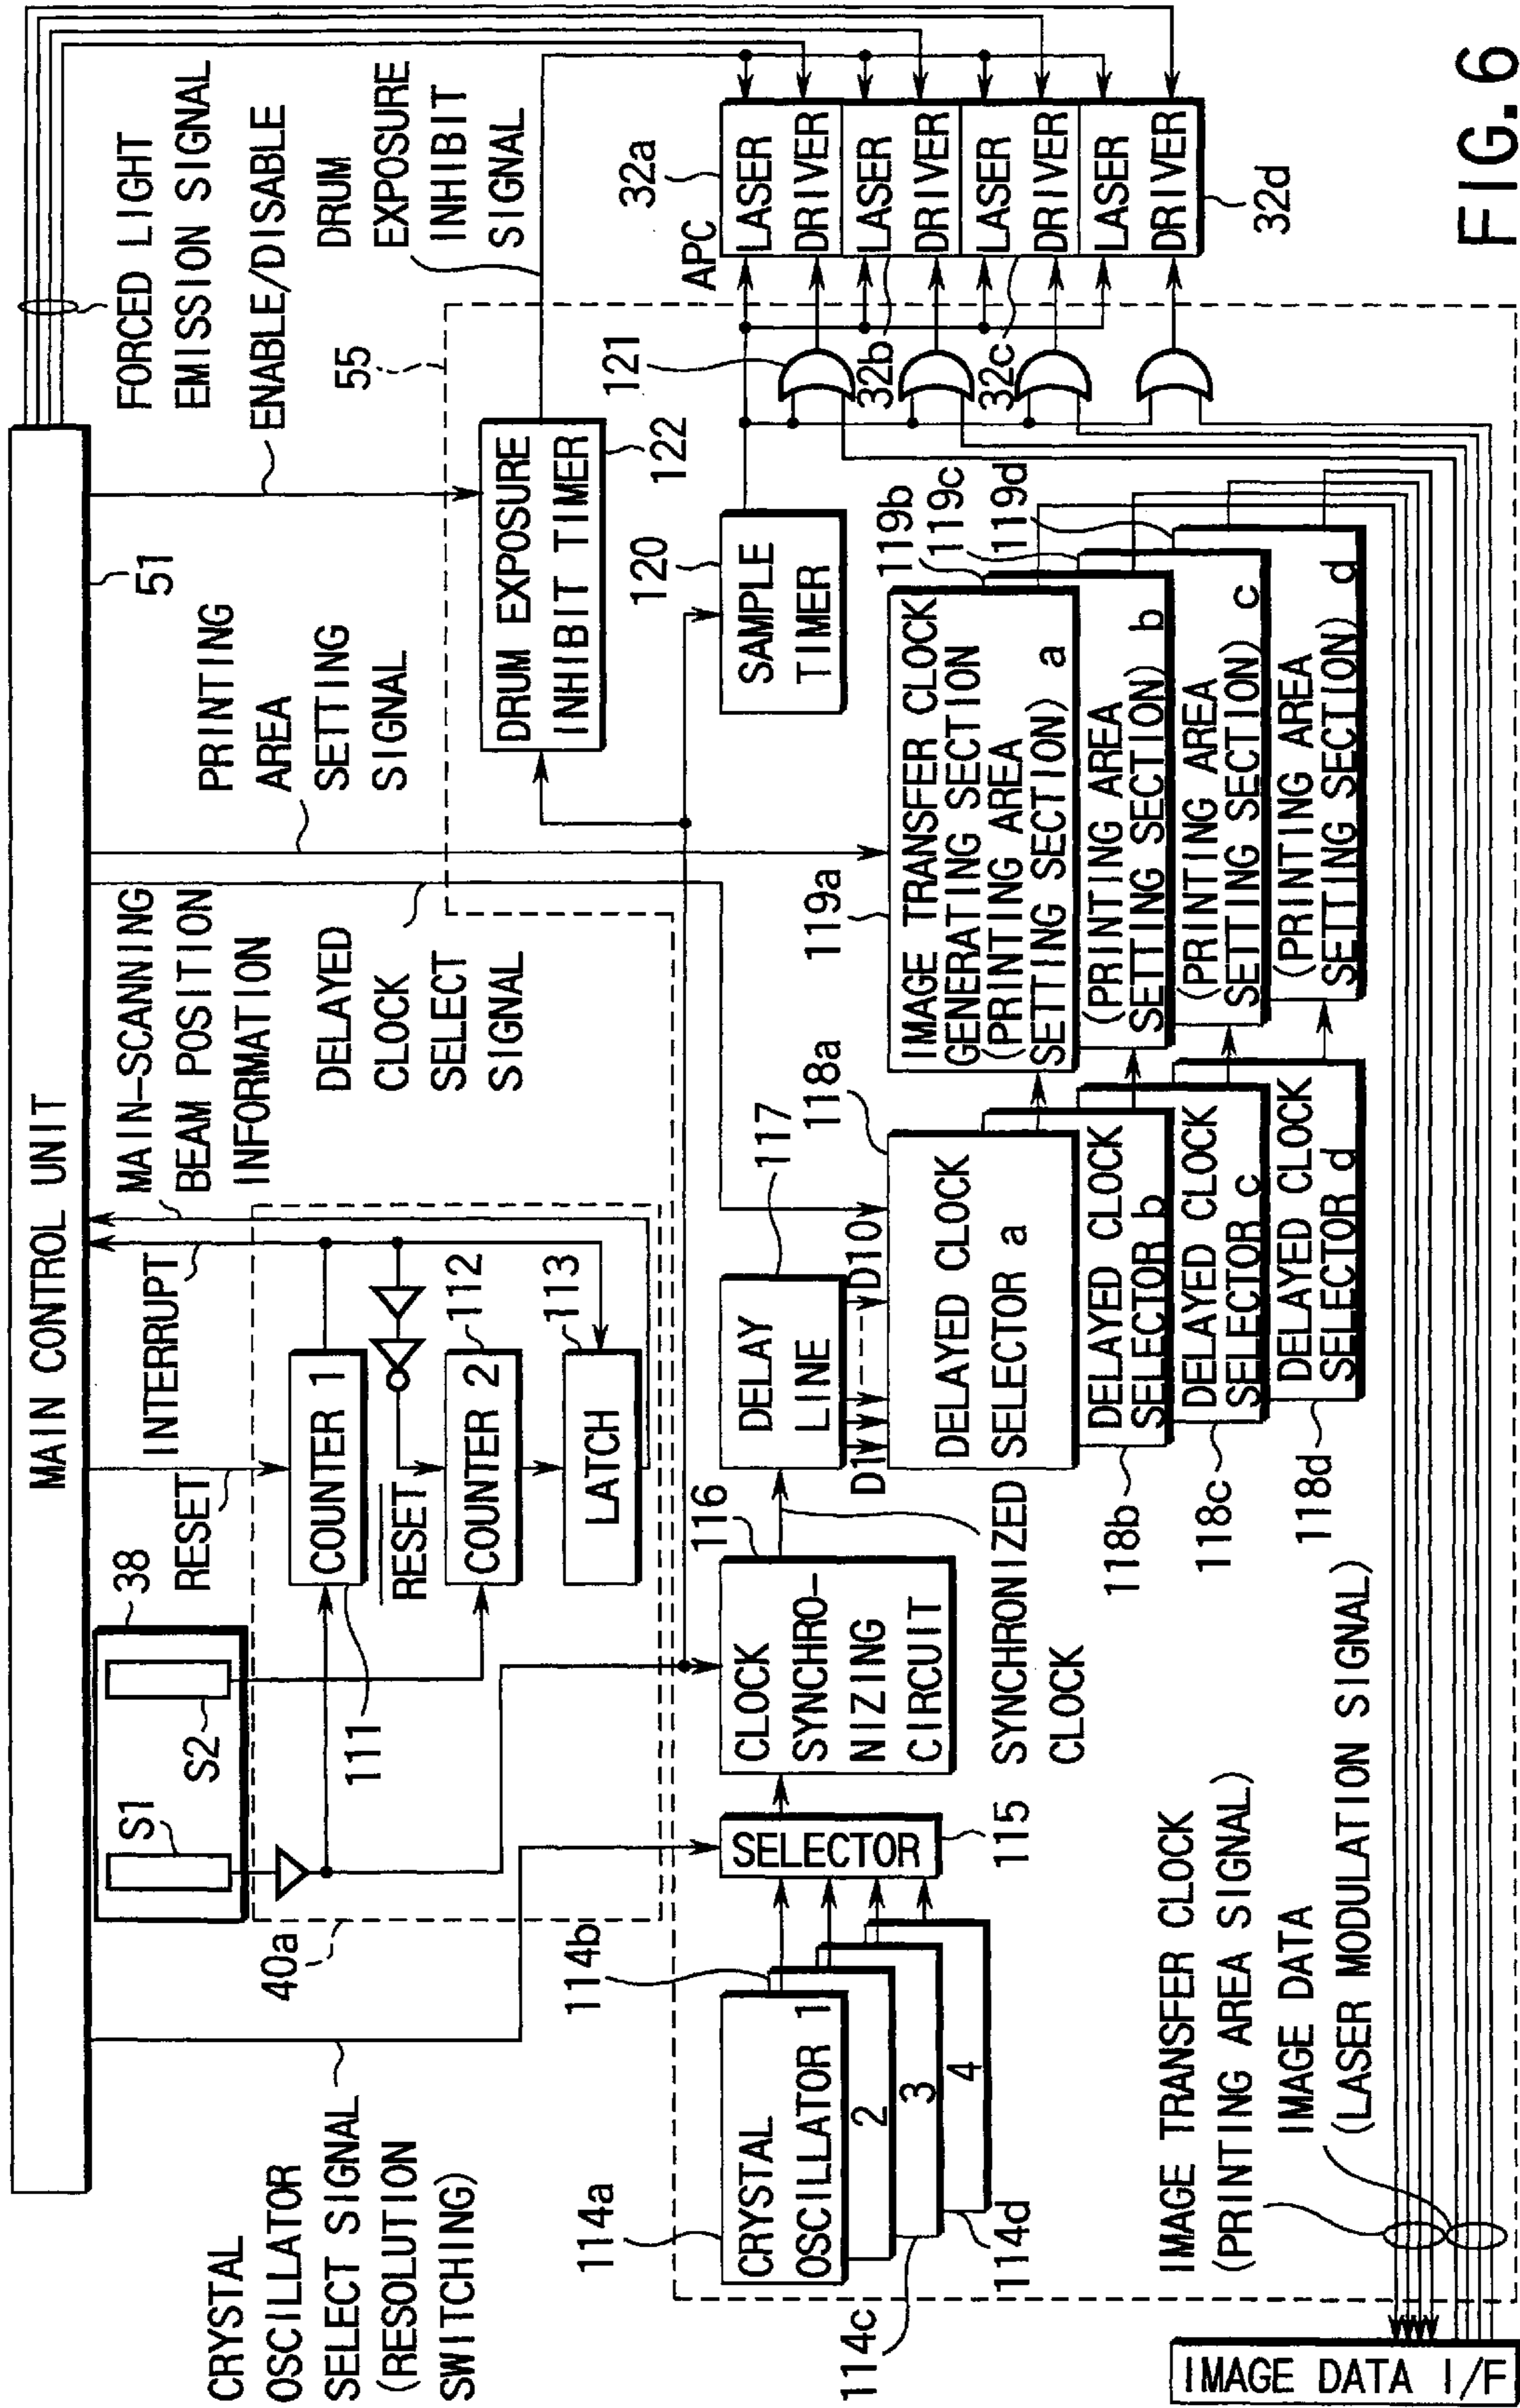 MAIN CONTROL UNIT
51
CRYSTAL
OSCILLATOR
SELECT SIGNAL
(RESOLUTION
SWITCHING)
38
S1
S2
RESET
INTERRUPT
MAIN-SCANNING
BEAM POSITION
INFORMATION
PRINTING
AREA
SETTING
SIGNAL
DELAYED
CLOCK
SELECT
SIGNAL
FORCED LIGHT
EMISSION SIGNAL
ENABLE/DISABLE
DRUM
EXPOSURE
INHIBIT
SIGNAL
40a
COUNTER 1
111
RESET
COUNTER 2
112
LATCH
113
55
DRUM EXPOSURE
INHIBIT TIMER
122
SAMPLE
TIMER
120
121
APC
32a
LASER
DRIVER
LASER
DRIVER
32b
LASER
DRIVER
32c
LASER
DRIVER
32d
114a
114b
CRYSTAL
OSCILLATOR 1
2
3
4
114c
114d
SELECTOR
115
CLOCK
SYNCHRO-
NIZING
CIRCUIT
116
SYNCHRONIZED
CLOCK
DELAY
LINE
117
D1
D10
118a
DELAYED CLOCK
SELECTOR a
DELAYED CLOCK
SELECTOR b
118b
DELAYED CLOCK
SELECTOR c
118c
DELAYED CLOCK
SELECTOR d
118d
119a
IMAGE TRANSFER CLOCK
GENERATING SECTION
(PRINTING AREA
SETTING SECTION) a
119b
(PRINTING AREA
SETTING SECTION) b
119c
(PRINTING AREA
SETTING SECTION) c
119d
(PRINTING AREA
SETTING SECTION) d
IMAGE TRANSFER CLOCK
(PRINTING AREA SIGNAL)
IMAGE DATA
(LASER MODULATION SIGNAL)
IMAGE DATA I/F
FIG. 6